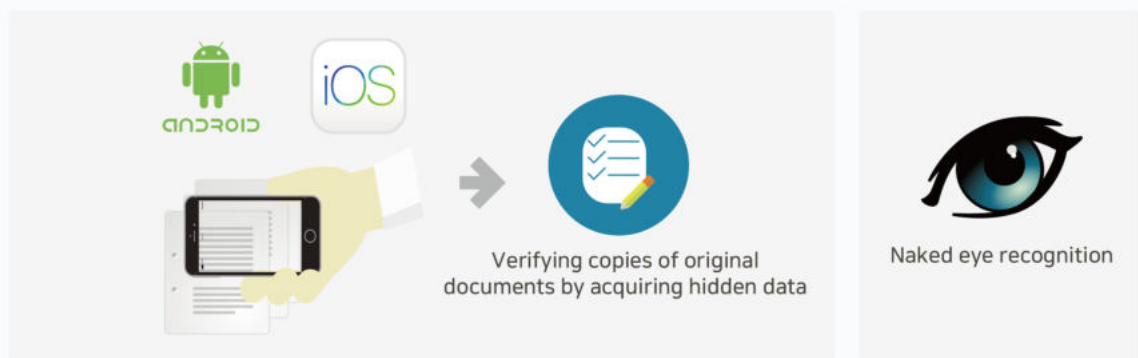 ANDROID
iOS
Verifying copies of original
documents by acquiring hidden data
Naked eye recognition